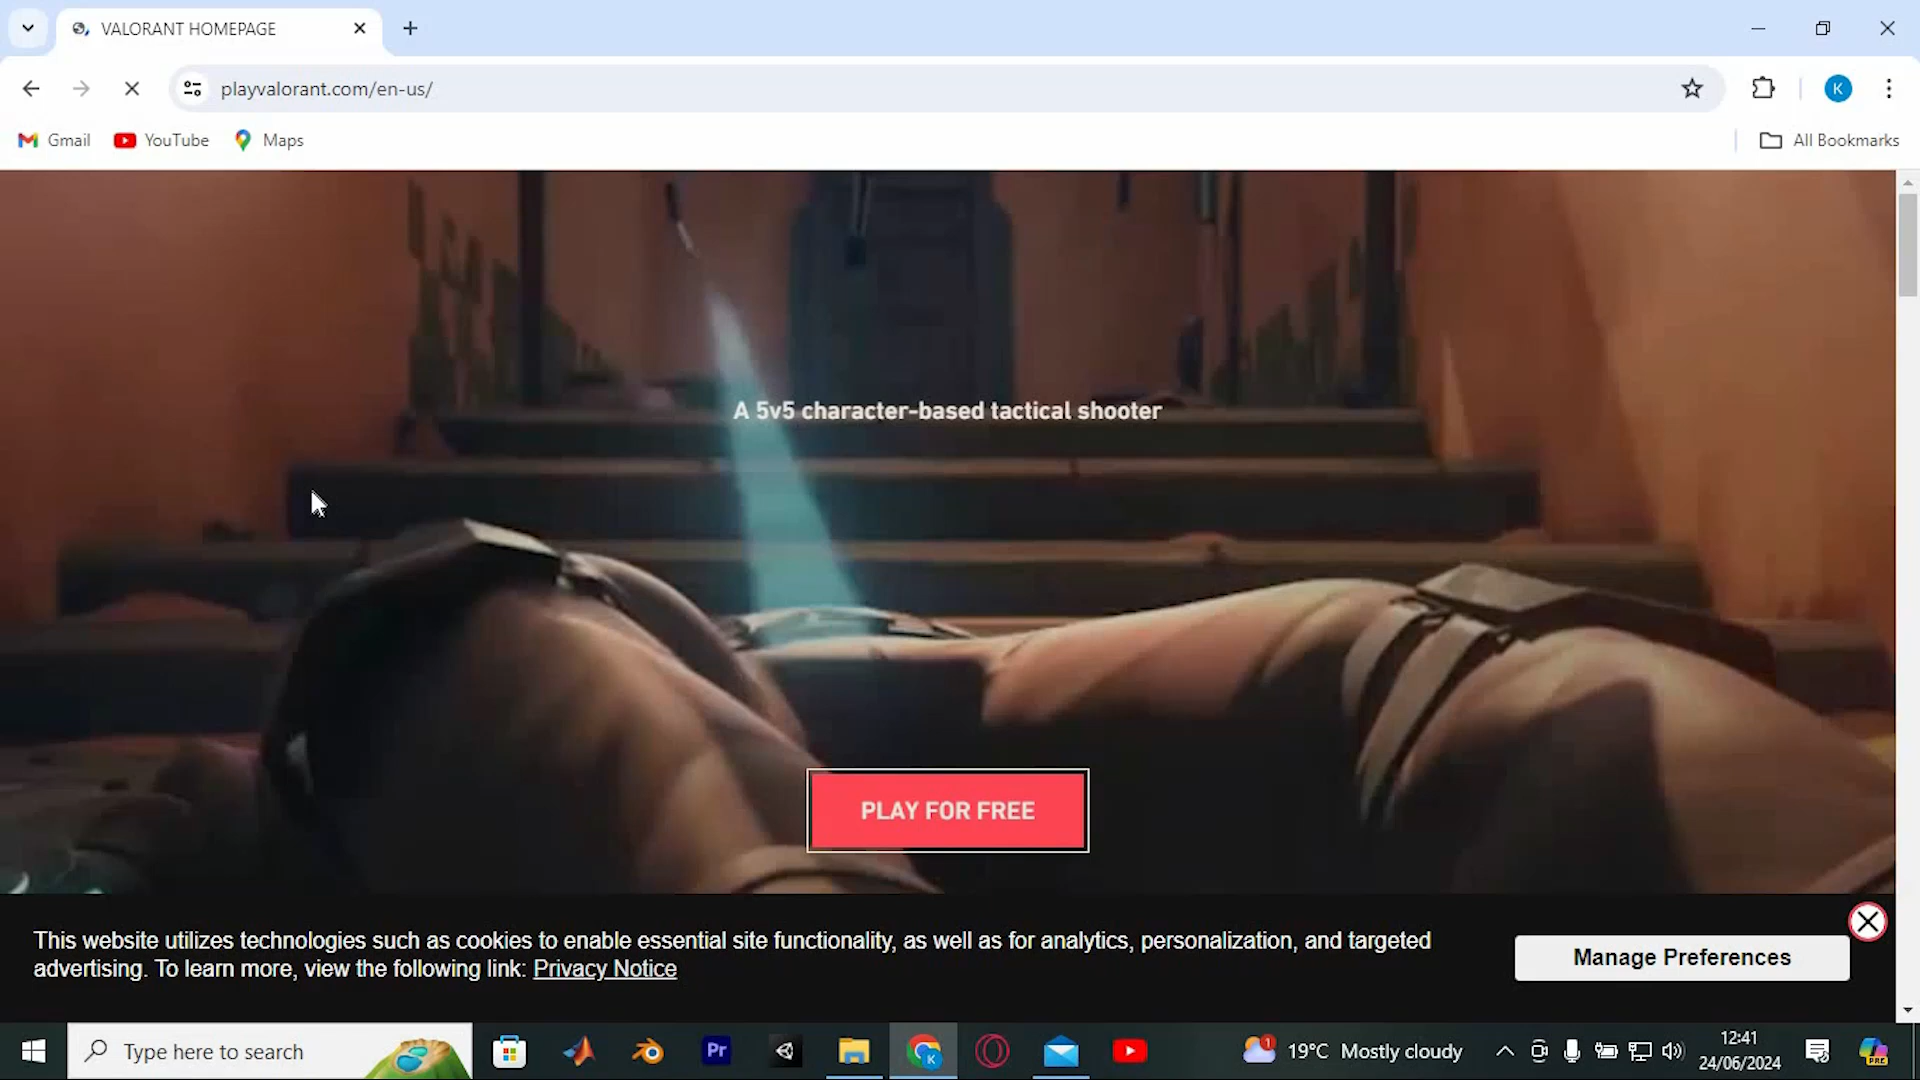 VALORANT HOMEPAGE
playvalorant.com/en-us/
K
Gmail
YouTube
Maps
All Bookmarks
A 5v5 character-based tactical shooter
PLAY FOR FREE
This website utilizes technologies such as cookies to enable essential site functionality, as well as for analytics, personalization, and targeted
advertising. To learn more, view the following link: Privacy Notice
Manage Preferences
Type here to search
Pr
K
1
19°C Mostly cloudy
12:41
24/06/2024
PRE